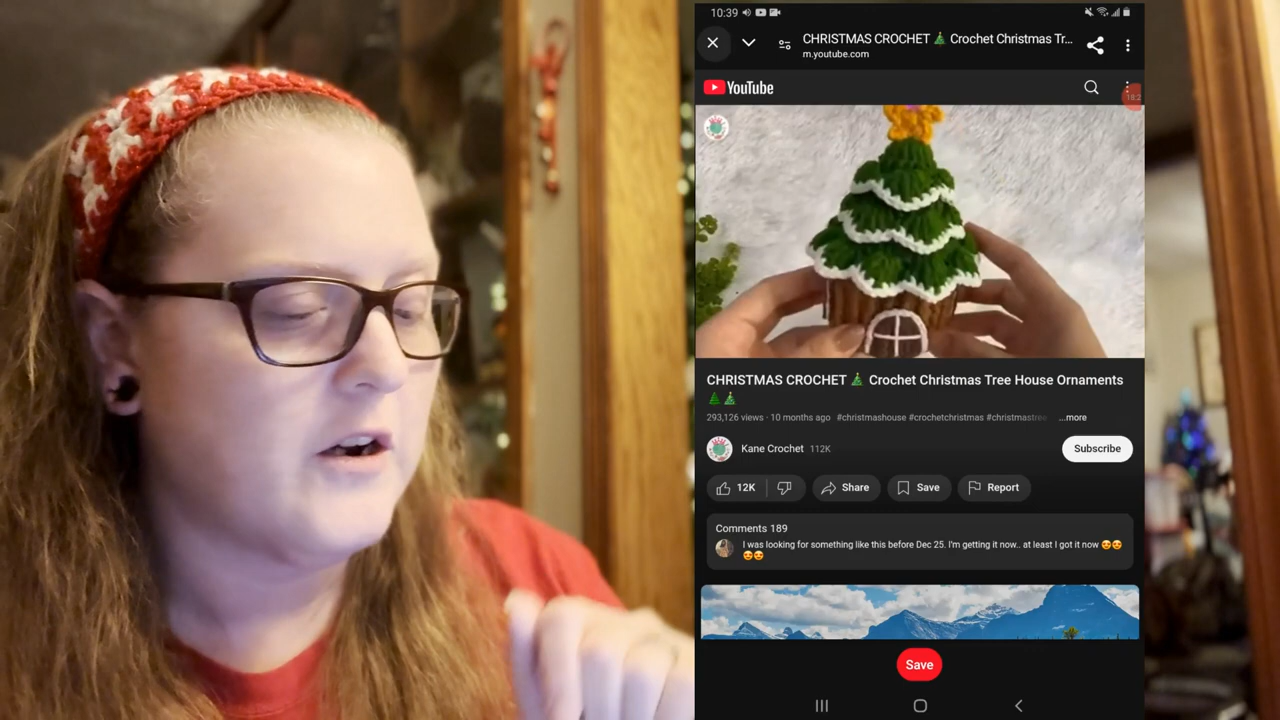 10:39
CHRISTMAS CROCHET 🎄 Crochet Christmas Tr...
m.youtube.com
YouTube
18:2
CHRISTMAS CROCHET 🎄 Crochet Christmas Tree House Ornaments
🌲🎄
293,126 views · 10 months ago #christmashouse #crochetchristmas #christmastree ...more
Kane Crochet 112K
Subscribe
12K
Share
Save
Report
Comments 189
I was looking for something like this before Dec 25. I'm getting it now.. at least I got it now 😍😍
😍😍
Save